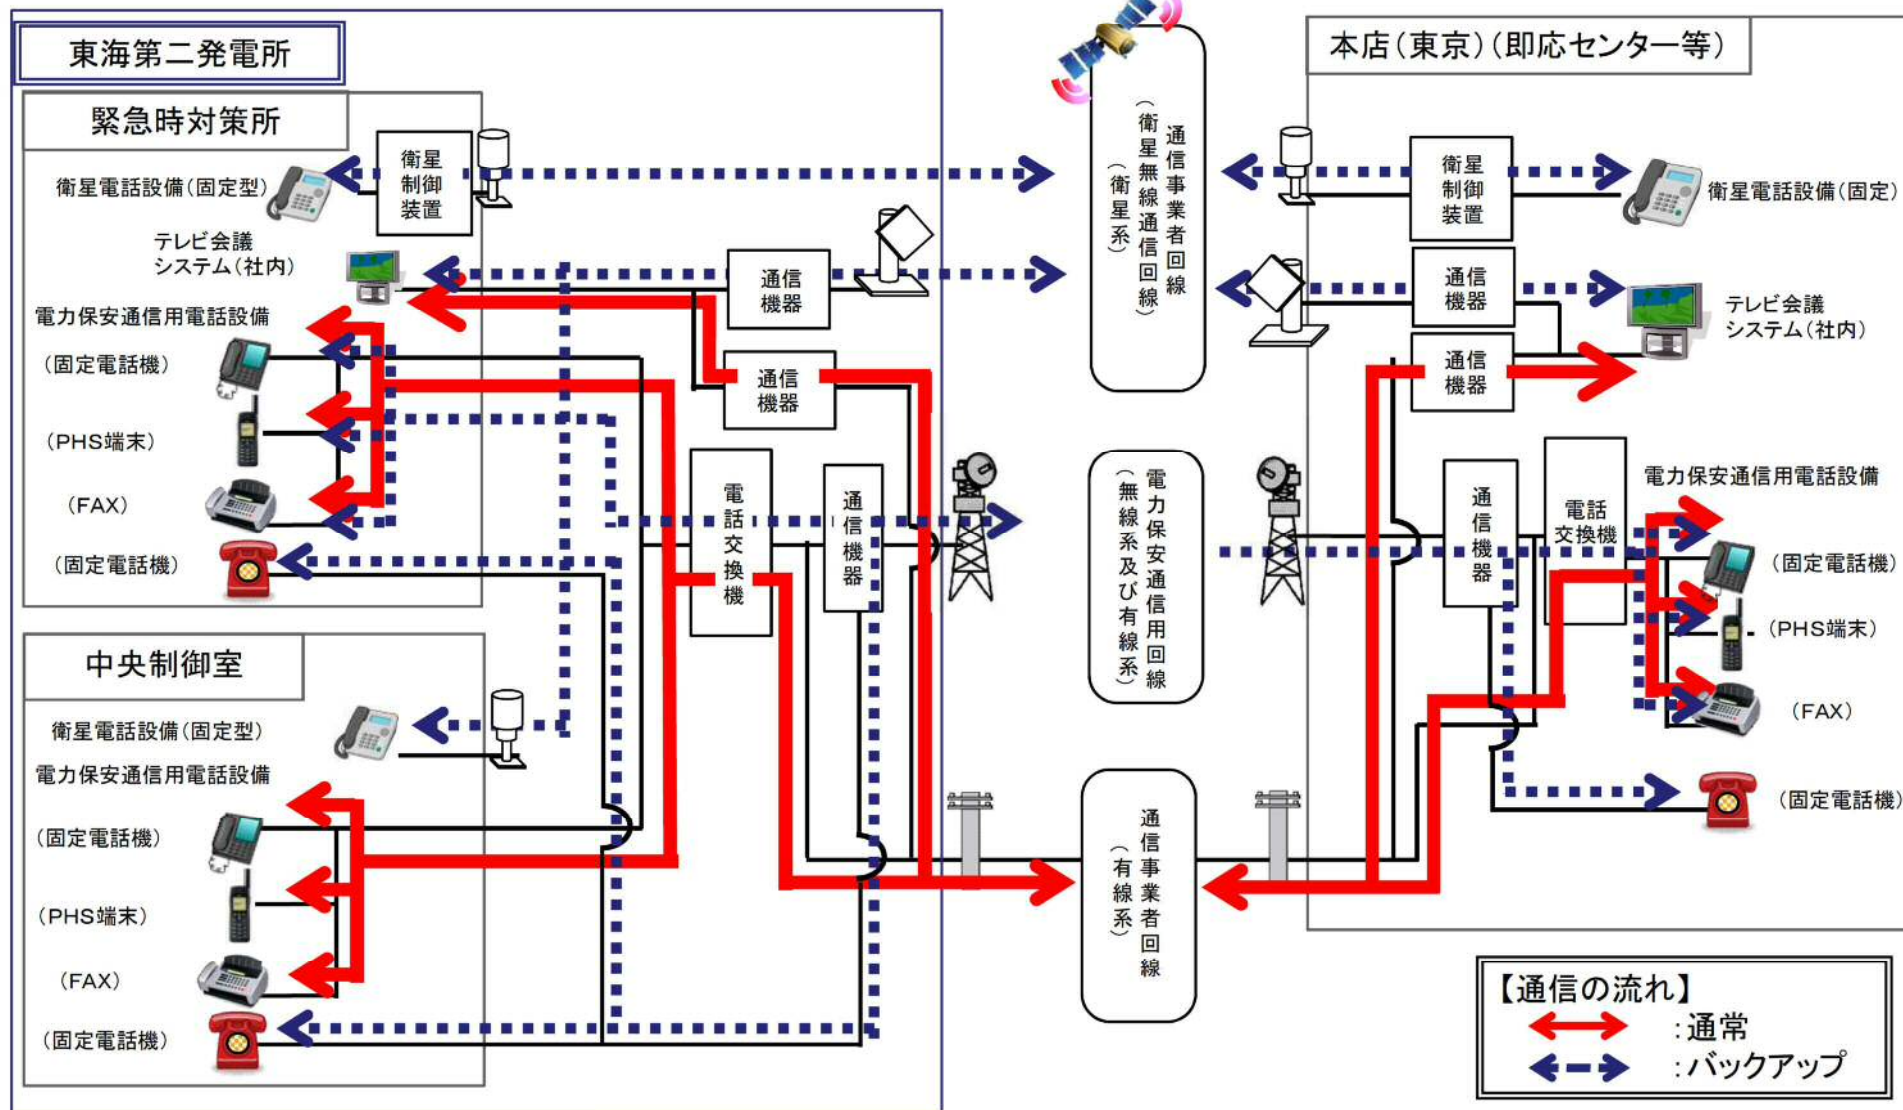 東海第二発電所
緊急時対策所
衛星電話設備(固定型)
衛星
制御
装置
テレビ会議
システム(社内)
通信
機器
電力保安通信用電話設備
(固定電話機)
通信
機器
(PHS端末)
(FAX)
(固定電話機)
電話交換機
通信機器
中央制御室
衛星電話設備(固定型)
電力保安通信用電話設備
(固定電話機)
(PHS端末)
(FAX)
(固定電話機)
通信事業者回線
(衛星無線通信回線)
(衛星系)
電力保安通信用回線
(無線系及び有線系)
通信事業者回線
(有線系)
本店(東京)(即応センター等)
衛星
制御
装置
衛星電話設備(固定)
通信
機器
テレビ会議
システム(社内)
通信
機器
通信機器
電話
交換機
電力保安通信用電話設備
(固定電話機)
(PHS端末)
(FAX)
(固定電話機)
【通信の流れ】
:通常
:バックアップ